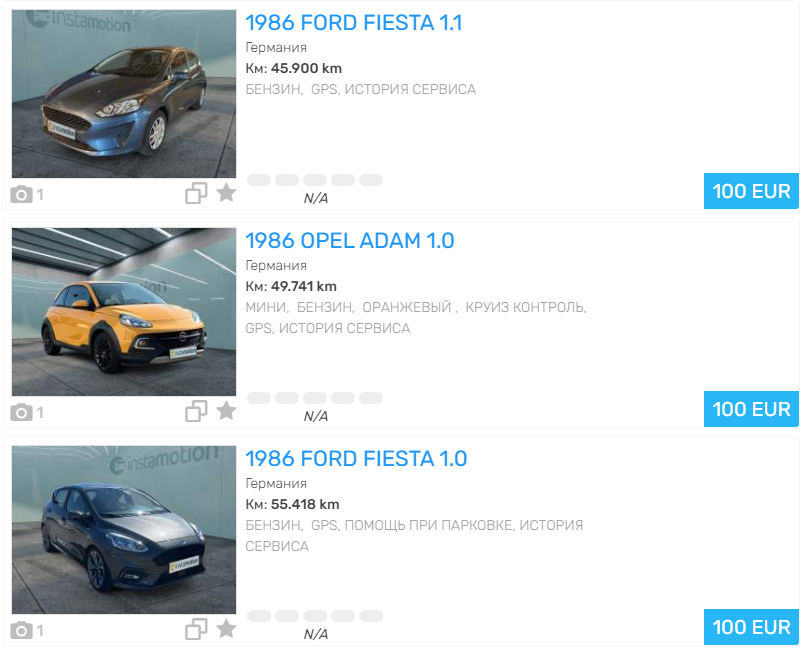 instamotion
1986 FORD FIESTA 1.1
Германия
Км: 45.900 km
БЕНЗИН, GPS, ИСТОРИЯ СЕРВИСА
instamotion
1
N/A
100 EUR
1986 OPEL ADAM 1.0
Германия
Км: 49.741 km
МИНИ, БЕНЗИН, ОРАНЖЕВЫЙ , КРУИЗ КОНТРОЛЬ,
GPS, ИСТОРИЯ СЕРВИСА
instamotion
1
N/A
100 EUR
instamotion
1986 FORD FIESTA 1.0
Германия
Км: 55.418 km
БЕНЗИН, GPS, ПОМОЩЬ ПРИ ПАРКОВКЕ, ИСТОРИЯ
СЕРВИСА
instamotion
1
N/A
100 EUR